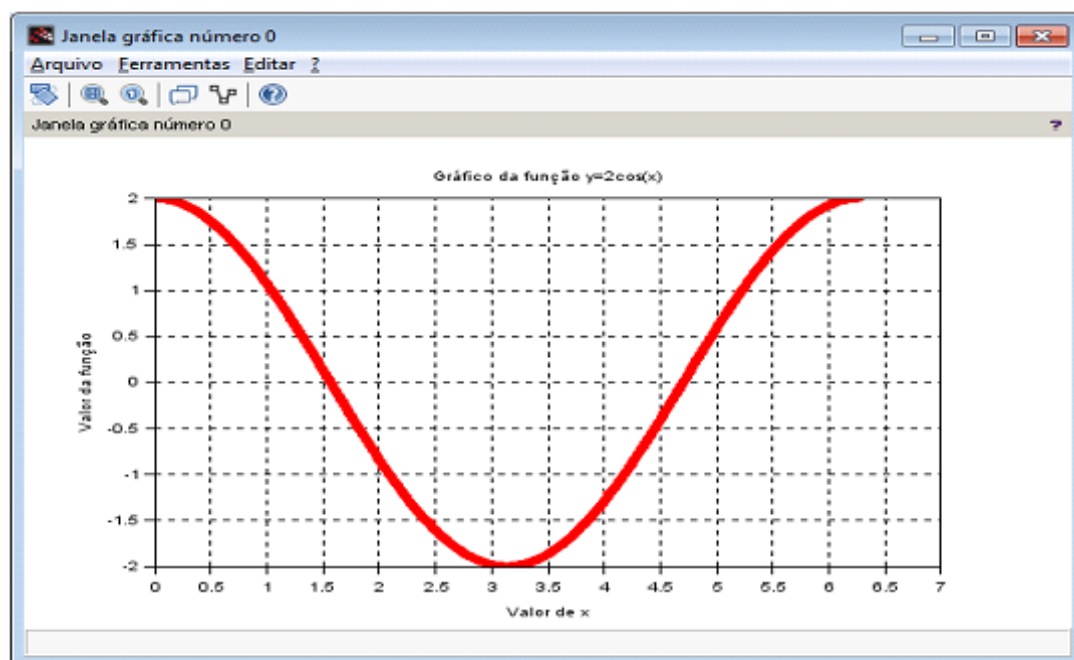 Janela gráfica número 0
Arquivo Ferramentas Editar ?
Janela gráfica número 0 ?
Gráfico da função y=2cos(x)
2
1.5
1
0.5
0
-0.5
-1
-1.5
-2
Valor da função
0 0.5 1 1.5 2 2.5 3 3.5 4 4.5 5 5.5 6 6.5 7
Valor de x